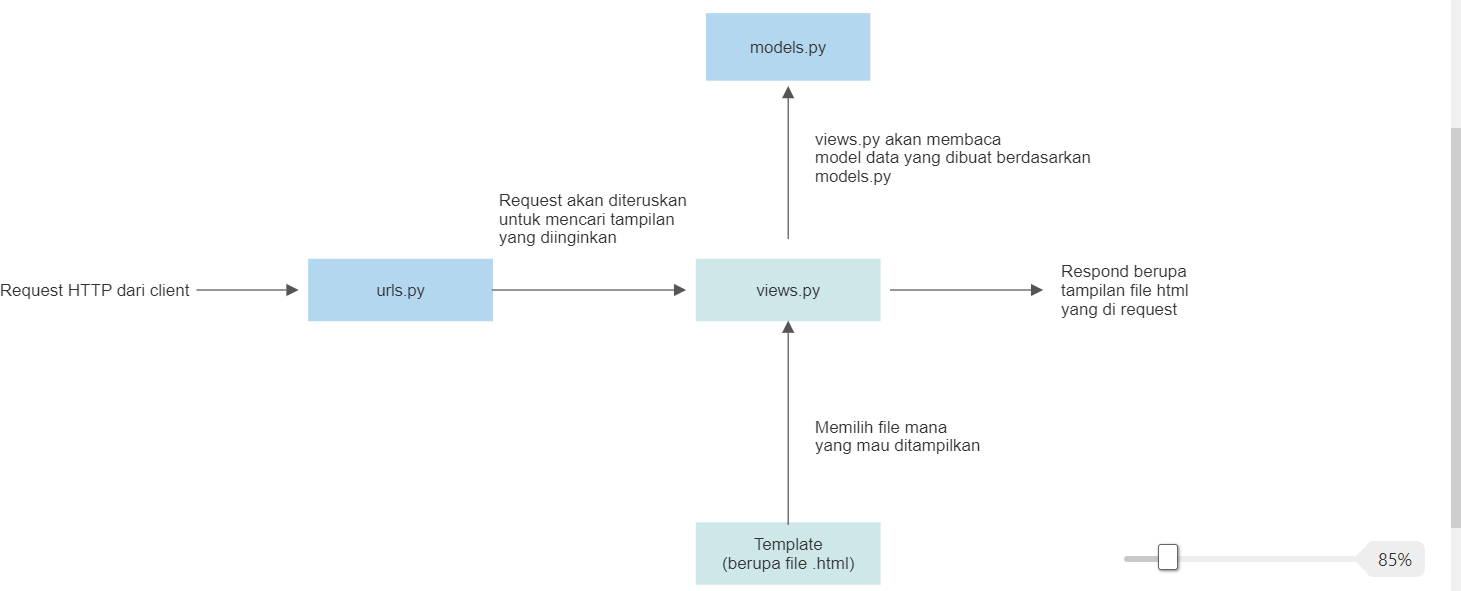 models.py
views.py akan membaca
model data yang dibuat berdasarkan
models.py
Request akan diteruskan
untuk mencari tampilan
yang diinginkan
Request HTTP dari client
urls.py
views.py
Respond berupa
tampilan file html
yang di request
Memilih file mana
yang mau ditampilkan
Template
(berupa file .html)
85%